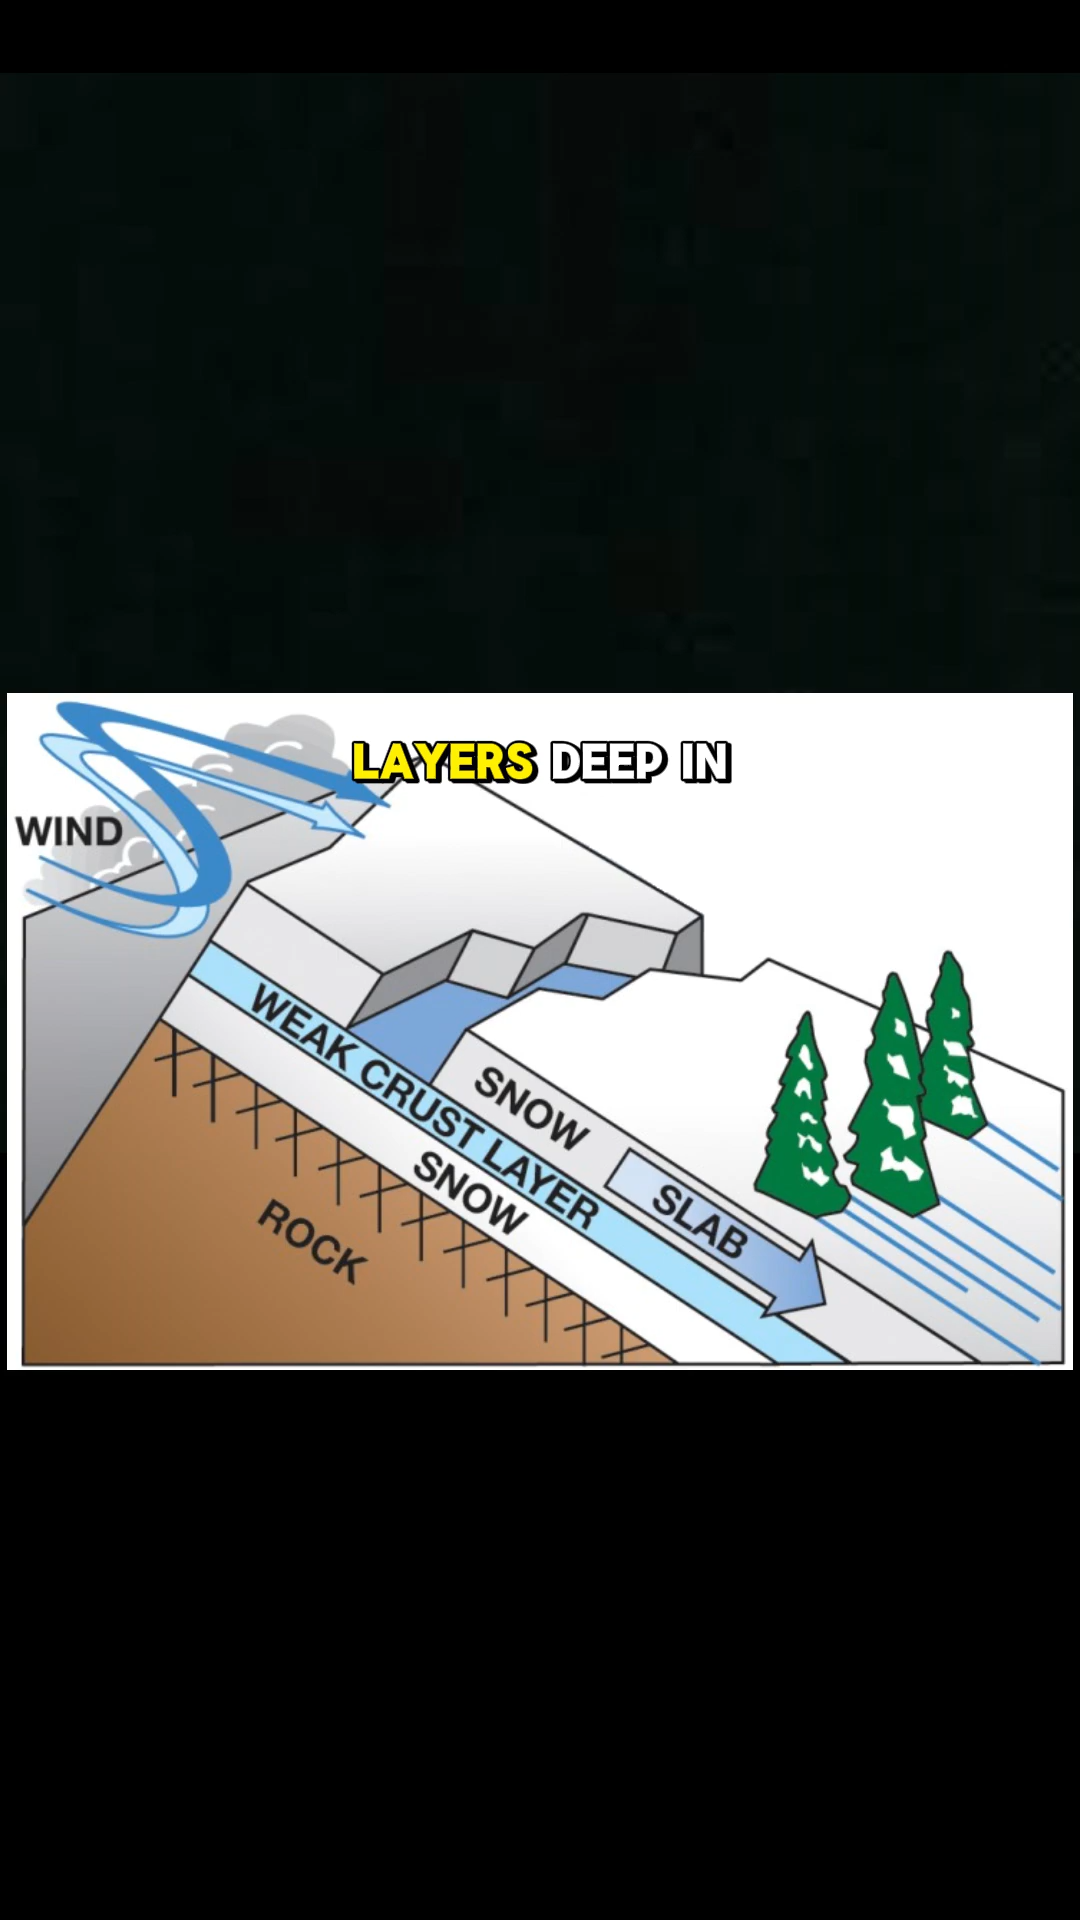 LAYERS DEEP IN
WIND
WEAK CRUST LAYER
SNOW
SLAB
SNOW
ROCK